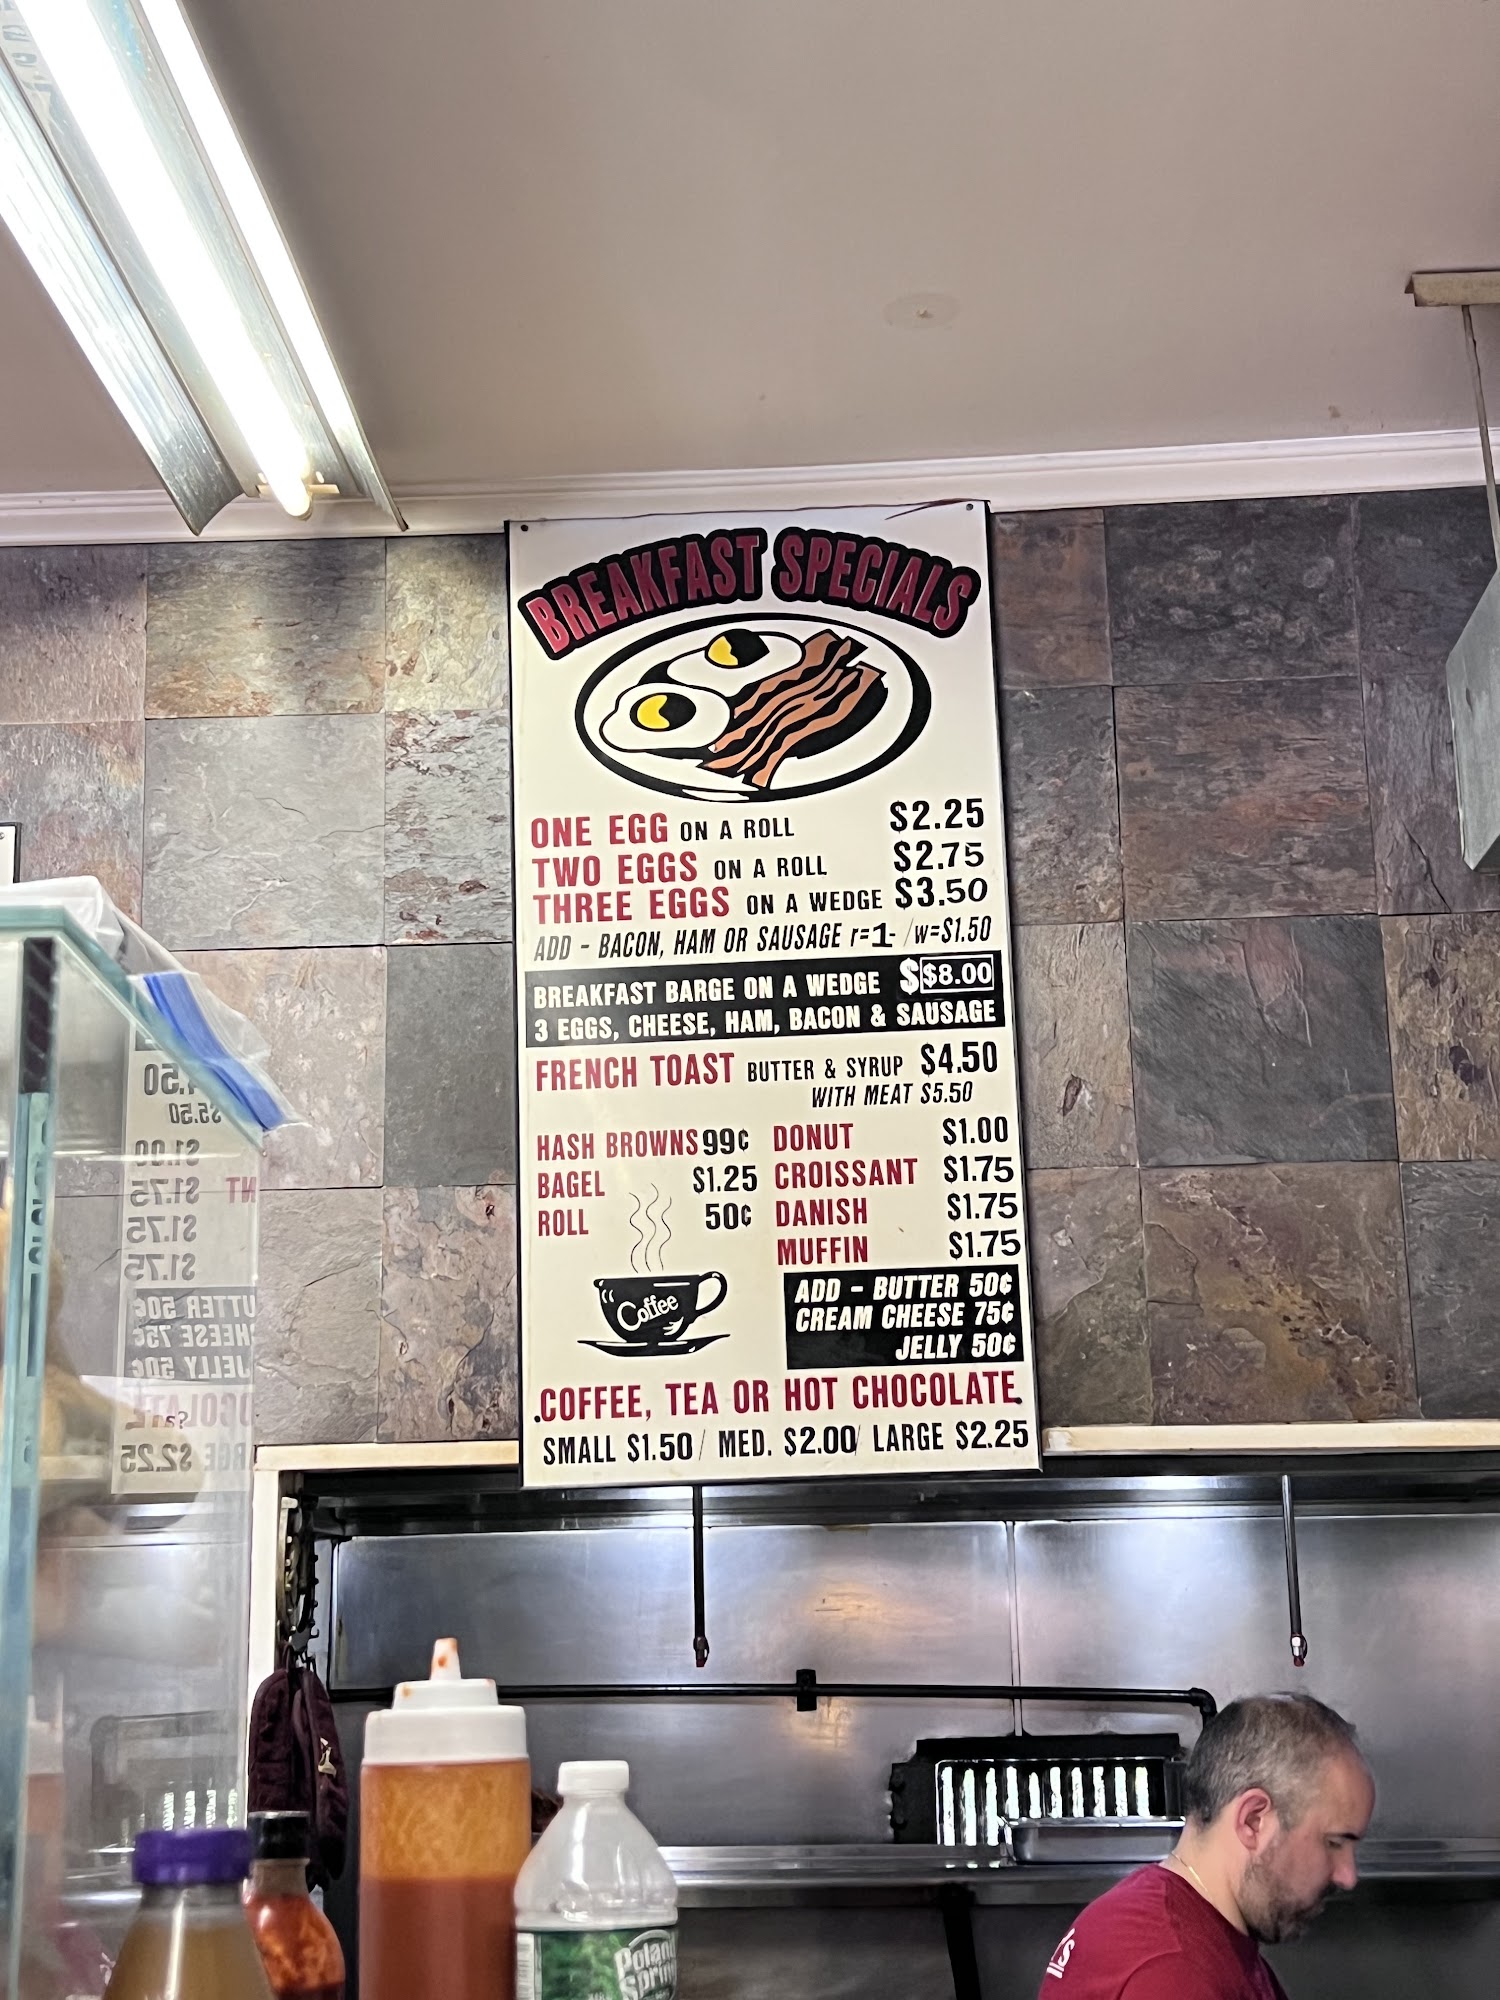 BREAKFAST SPECIALS
ONE EGG ON A ROLL $2.25
TWO EGGS ON A ROLL $2.75
THREE EGGS ON A WEDGE $3.50
ADD - BACON, HAM OR SAUSAGE r=1- /w=$1.50
BREAKFAST BARGE ON A WEDGE $$8.00
3 EGGS, CHEESE, HAM, BACON & SAUSAGE
FRENCH TOAST BUTTER & SYRUP $4.50
WITH MEAT $5.50
HASH BROWNS 99¢ DONUT $1.00
BAGEL $1.25 CROISSANT $1.75
ROLL 50¢ DANISH $1.75
MUFFIN $1.75
Coffee
ADD - BUTTER 50¢
CREAM CHEESE 75¢
JELLY 50¢
COFFEE, TEA OR HOT CHOCOLATE
SMALL $1.50 / MED. $2.00/ LARGE $2.25
Poland
Spring